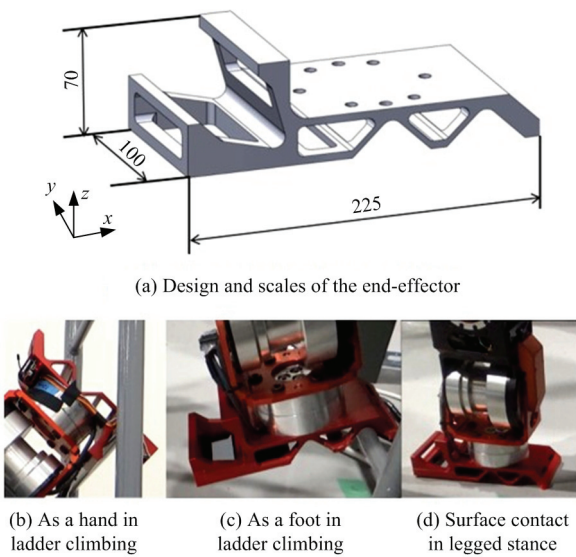 70
100
225
y
z
x
(a) Design and scales of the end-effector
(b) As a hand in
ladder climbing
(c) As a foot in
ladder climbing
(d) Surface contact
in legged stance